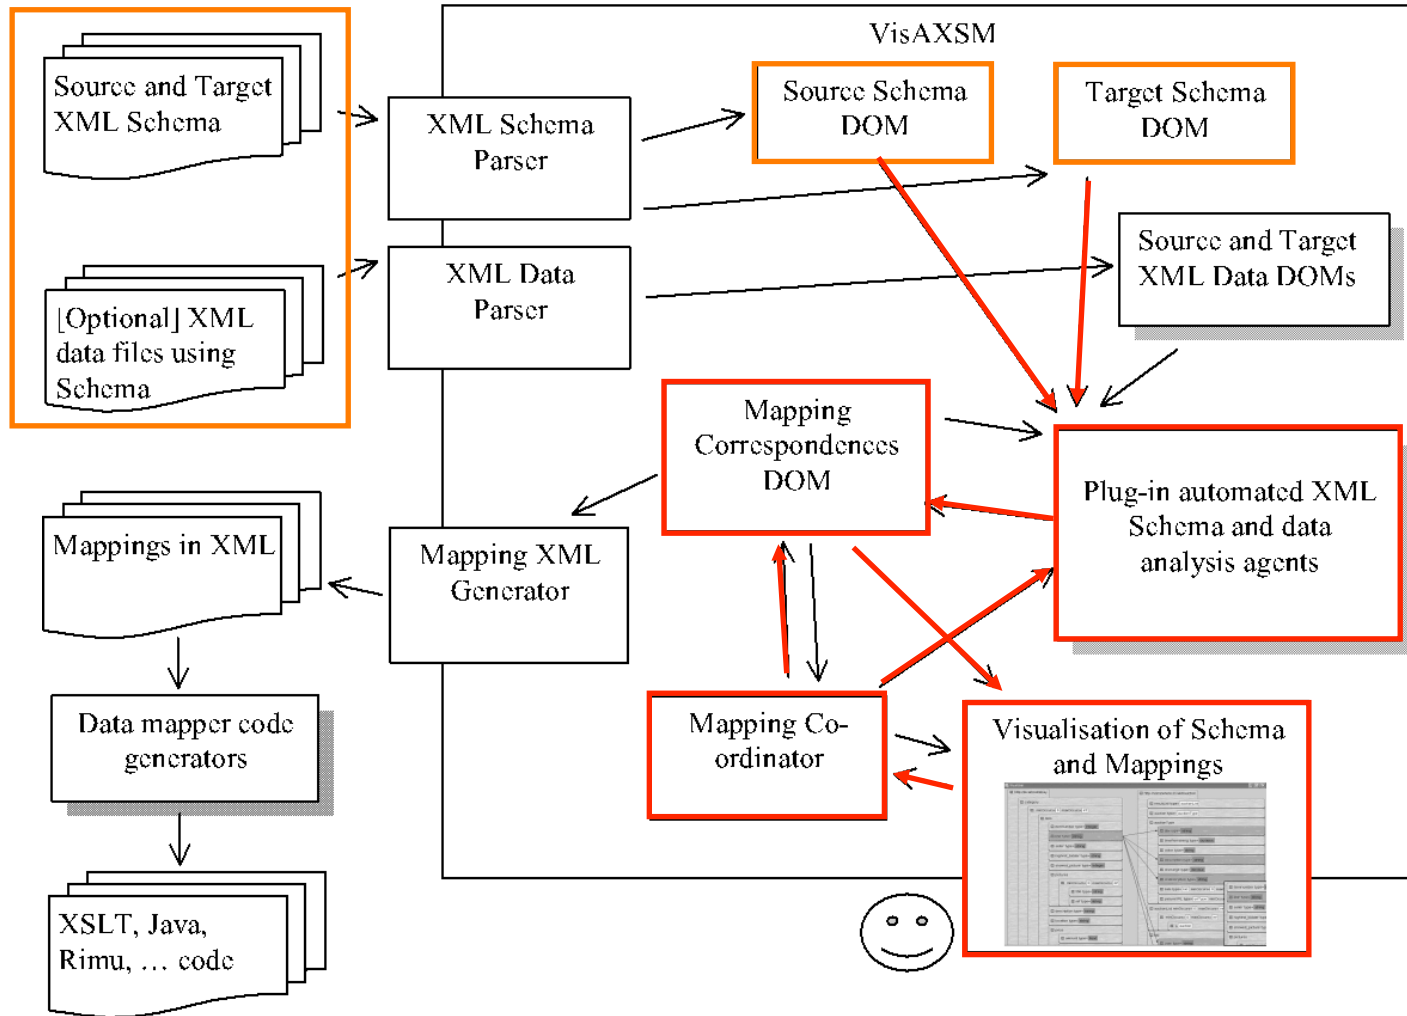 VisAXSM
Source and Target
XML Schema
XML Schema
Parser
Source Schema
DOM
Target Schema
DOM
[Optional] XML
data files using
Schema
XML Data
Parser
Source and Target
XML Data DOMs
Mapping
Correspondences
DOM
Plug-in automated XML
Schema and data
analysis agents
Mappings in XML
Mapping XML
Generator
Data mapper code
generators
Mapping Co-
ordinator
Visualisation of Schema
and Mappings
XSLT, Java,
Rimu, … code